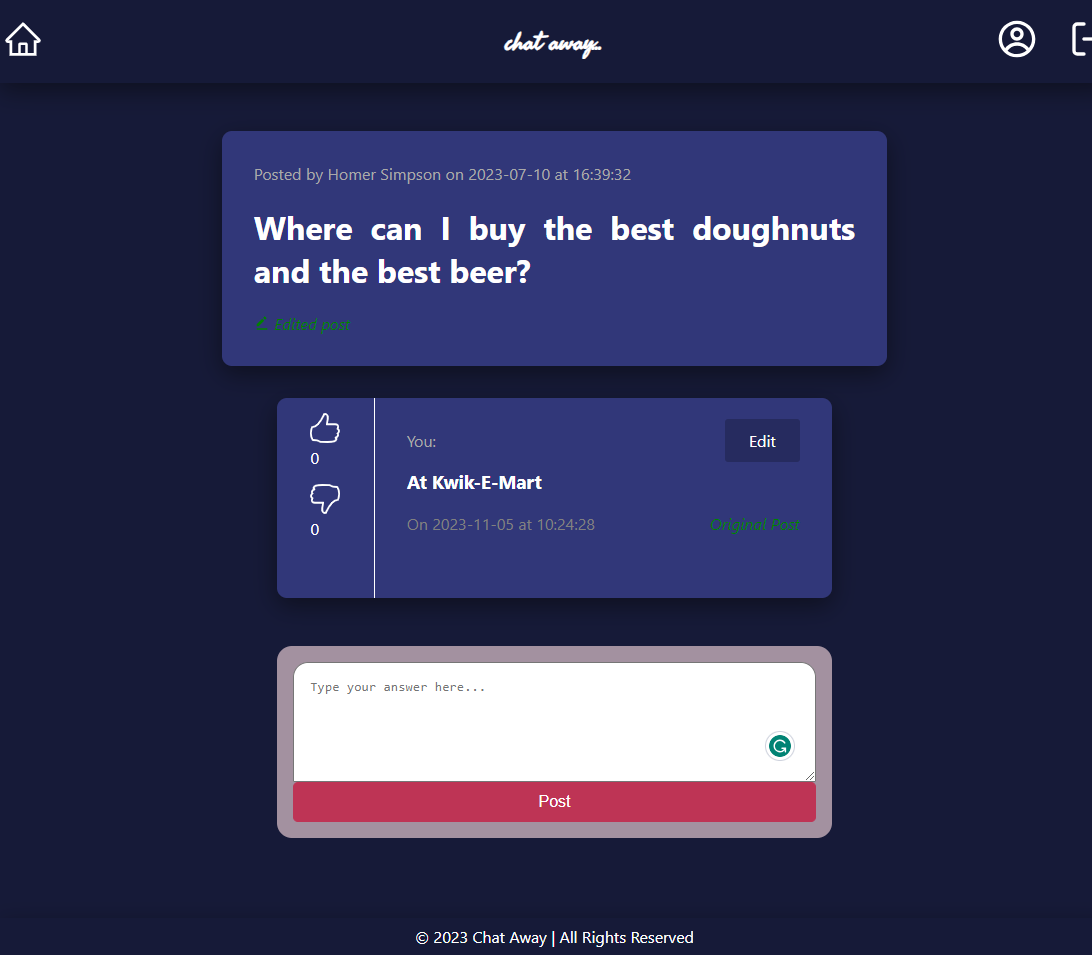 chat away..
Posted by Homer Simpson on 2023-07-10 at 16:39:32
Where can I buy the best doughnuts
and the best beer?
Edited post
0
0
You:
Edit
At Kwik-E-Mart
On 2023-11-05 at 10:24:28
Original Post
Type your answer here...
Post
© 2023 Chat Away | All Rights Reserved